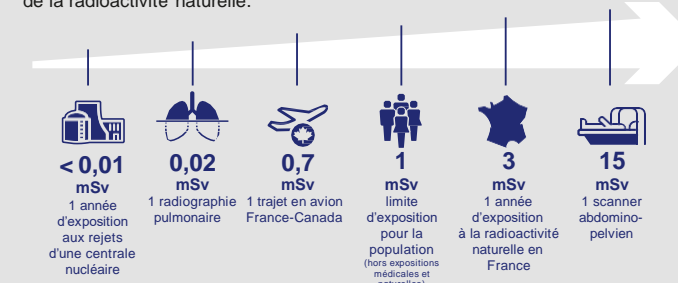 de la radioactivité naturelle.
< 0,01
mSv
1 année
d'exposition
aux rejets
d'une centrale
nucléaire
0,02
mSv
1 radiographie
pulmonaire
0,7
mSv
1 trajet en avion
France-Canada
1
mSv
limite
d'exposition
pour la
population
(hors expositions
médicales et
naturelles)
3
mSv
1 année
d'exposition
à la radioactivité
naturelle en
France
15
mSv
1 scanner
abdomino-
pelvien